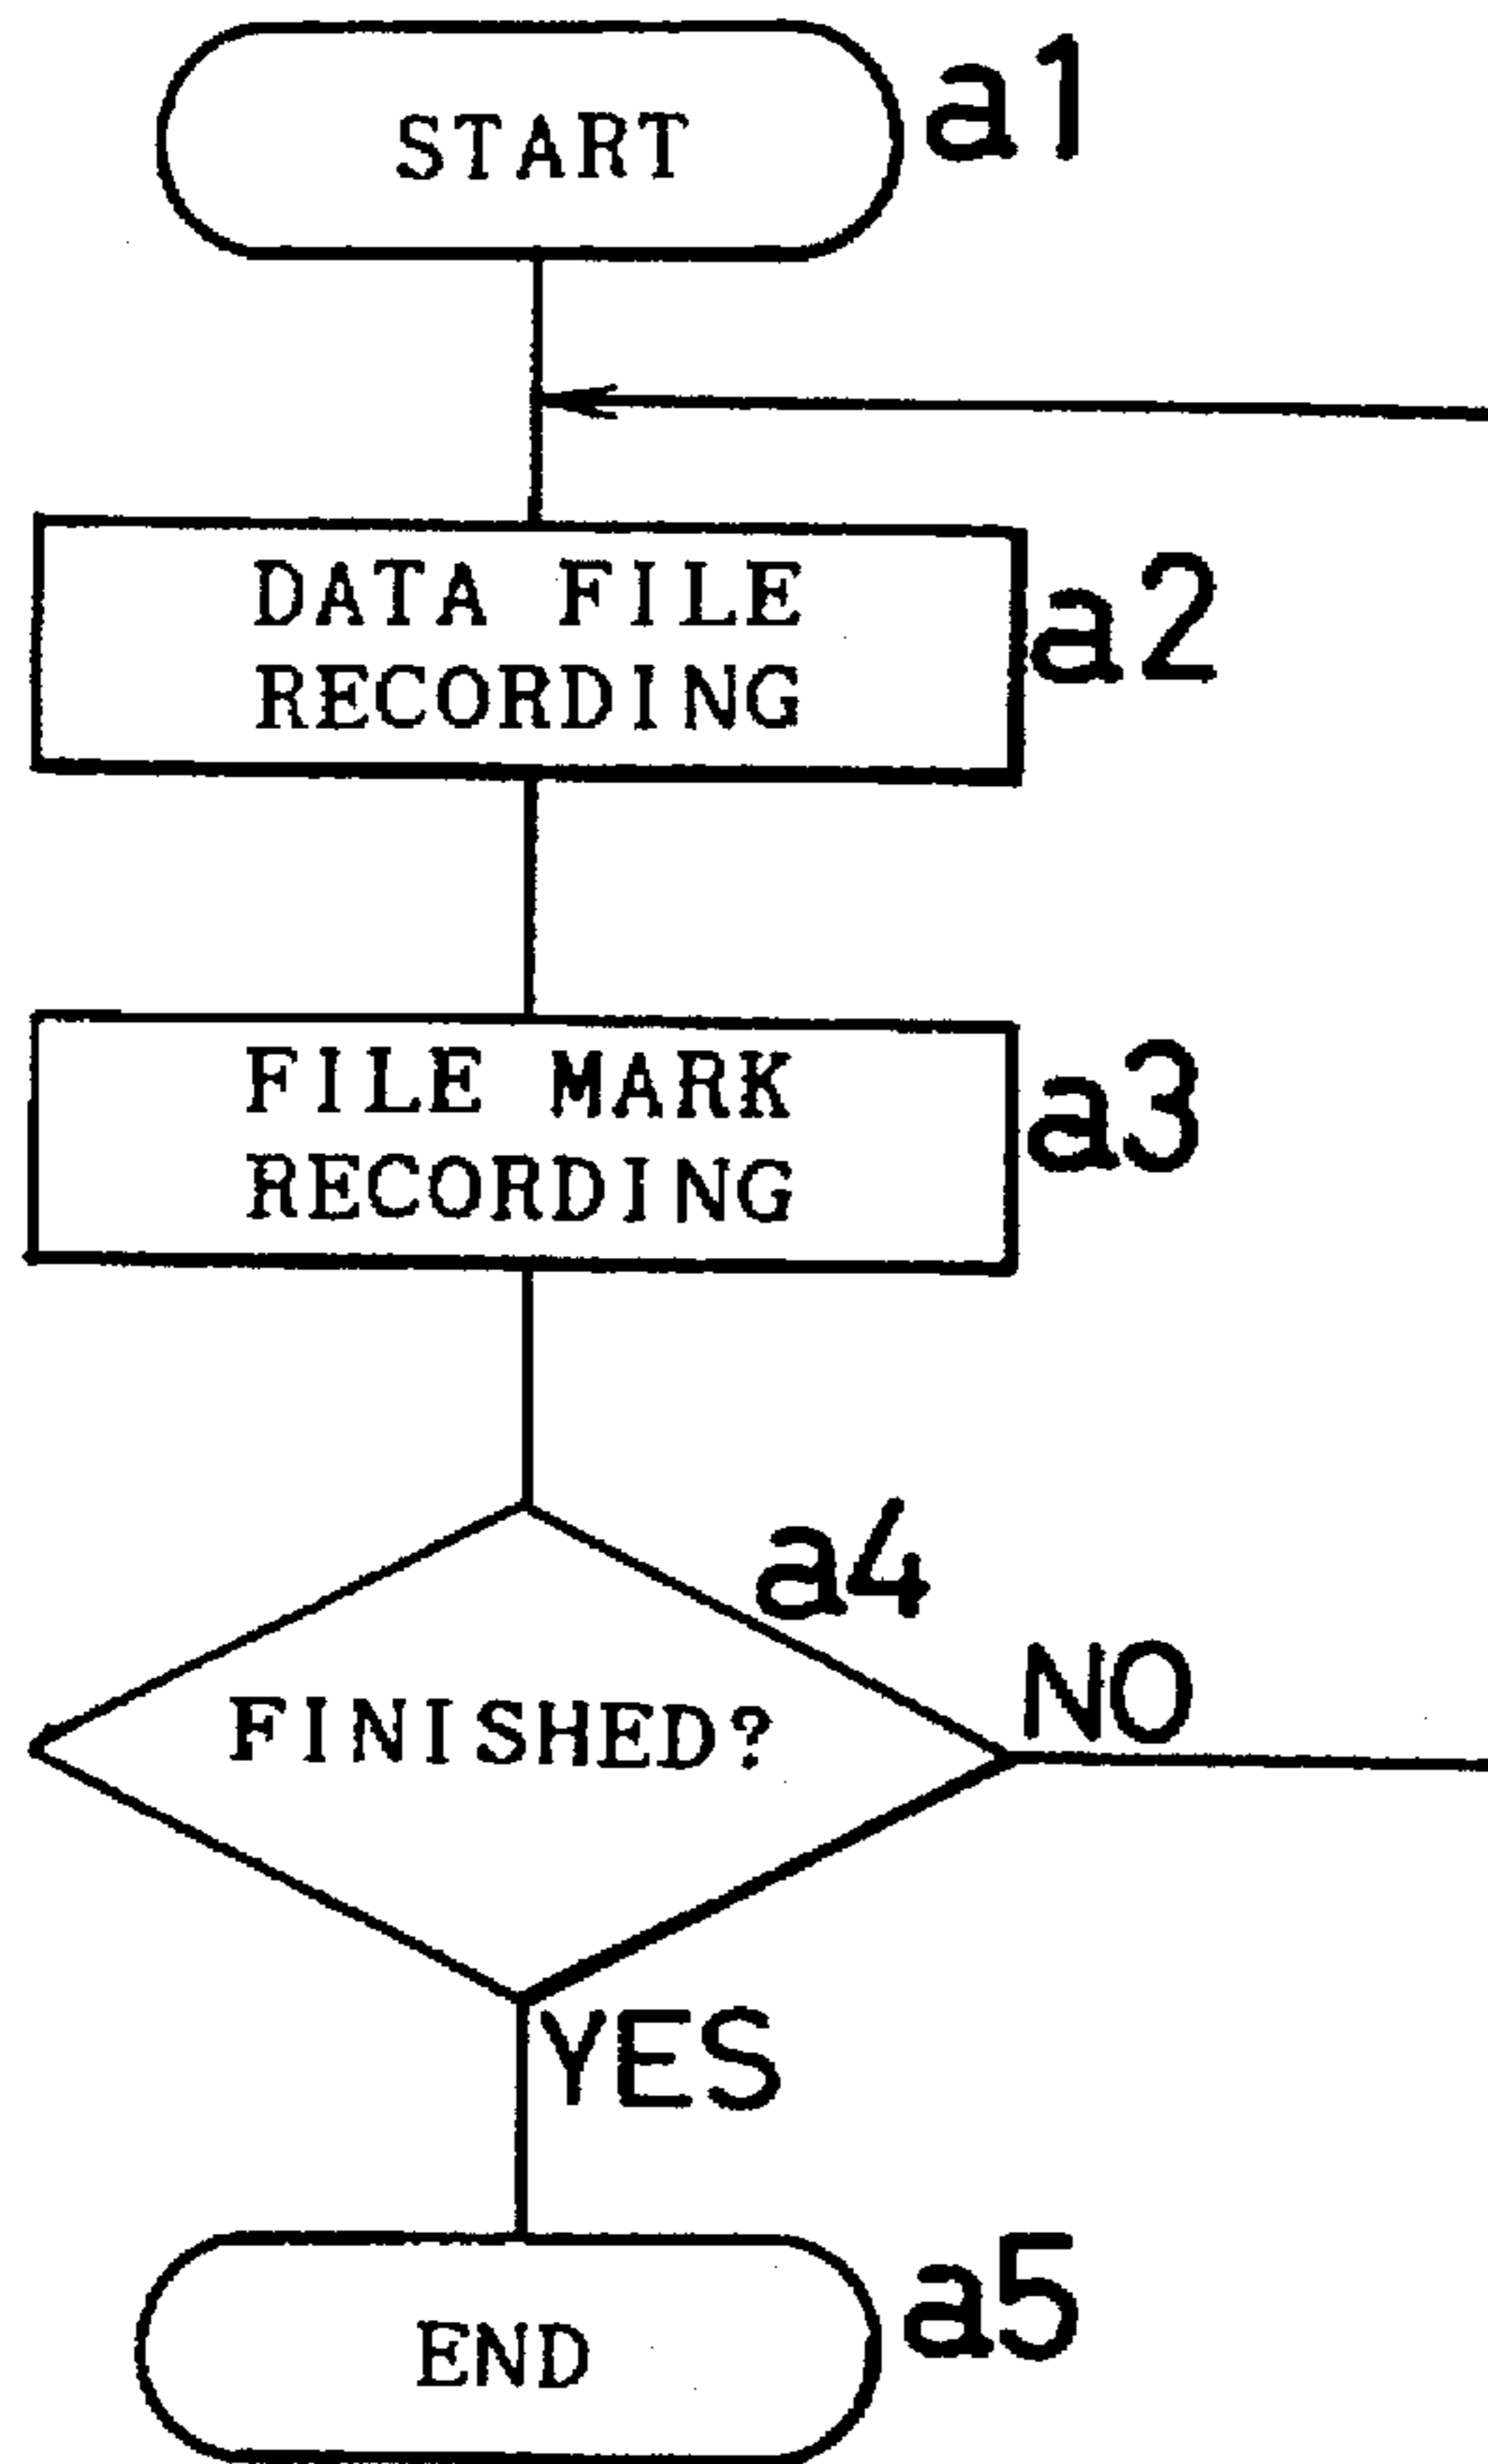 START
a1
DATA FILE
RECORDING
a2
FILE MARK
RECORDING
a3
a4
FINISHED?
NO
YES
END
a5